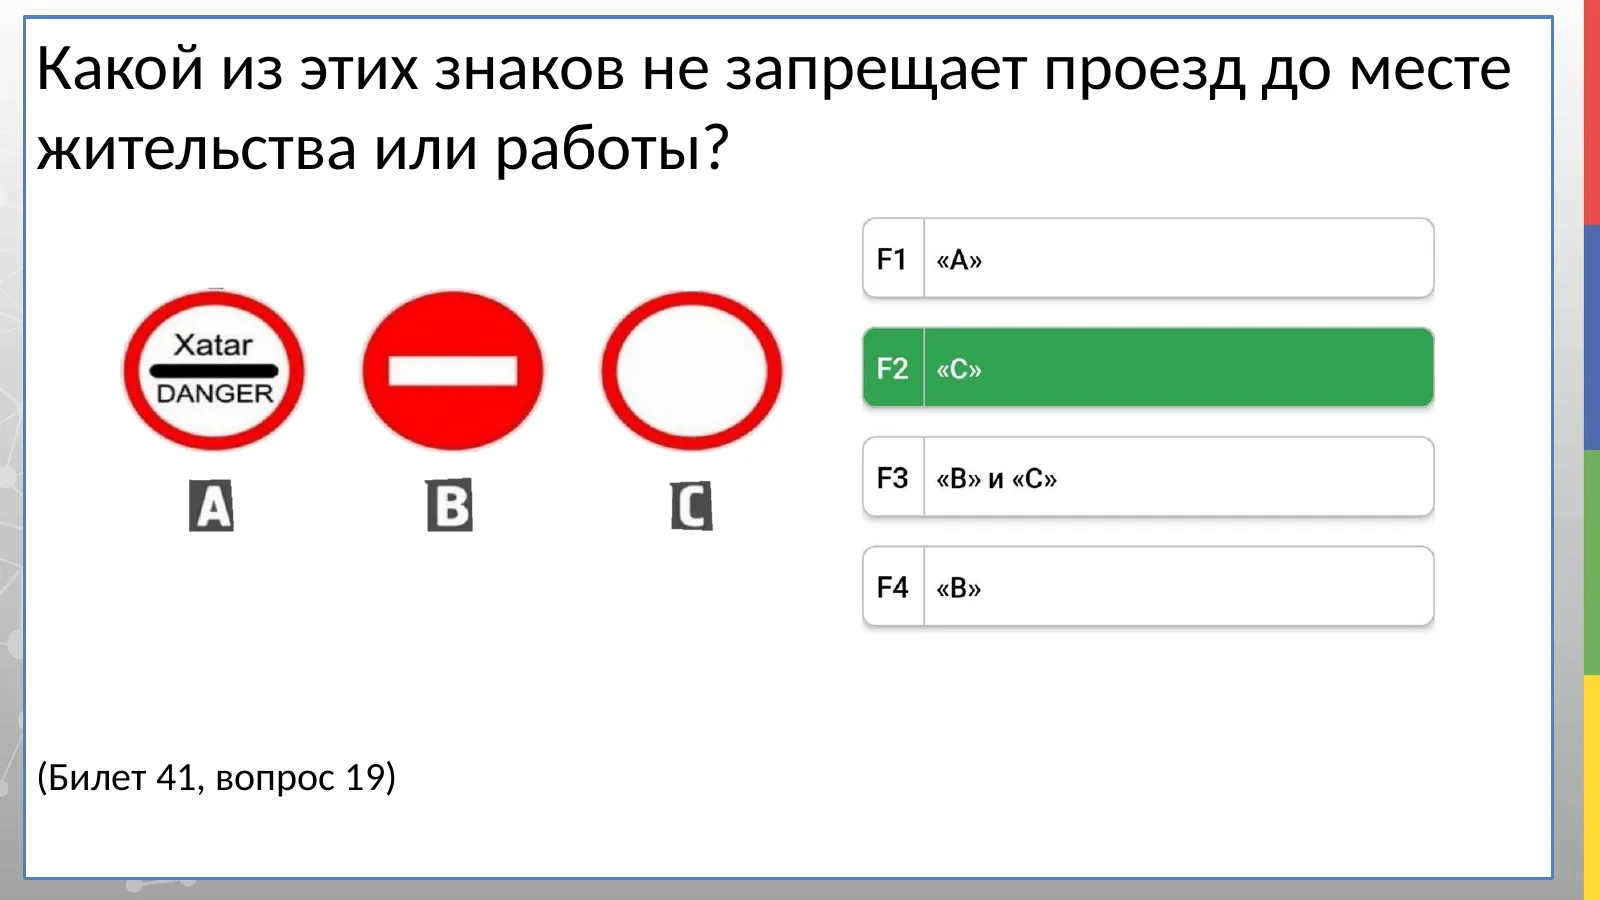 Какой из этих знаков не запрещает проезд до месте
жительства или работы?
F1 «А»
F2 «С»
F3 «В» и «С»
F4 «В»
Xatar
DANGER
A
B
C
(Билет 41, вопрос 19)